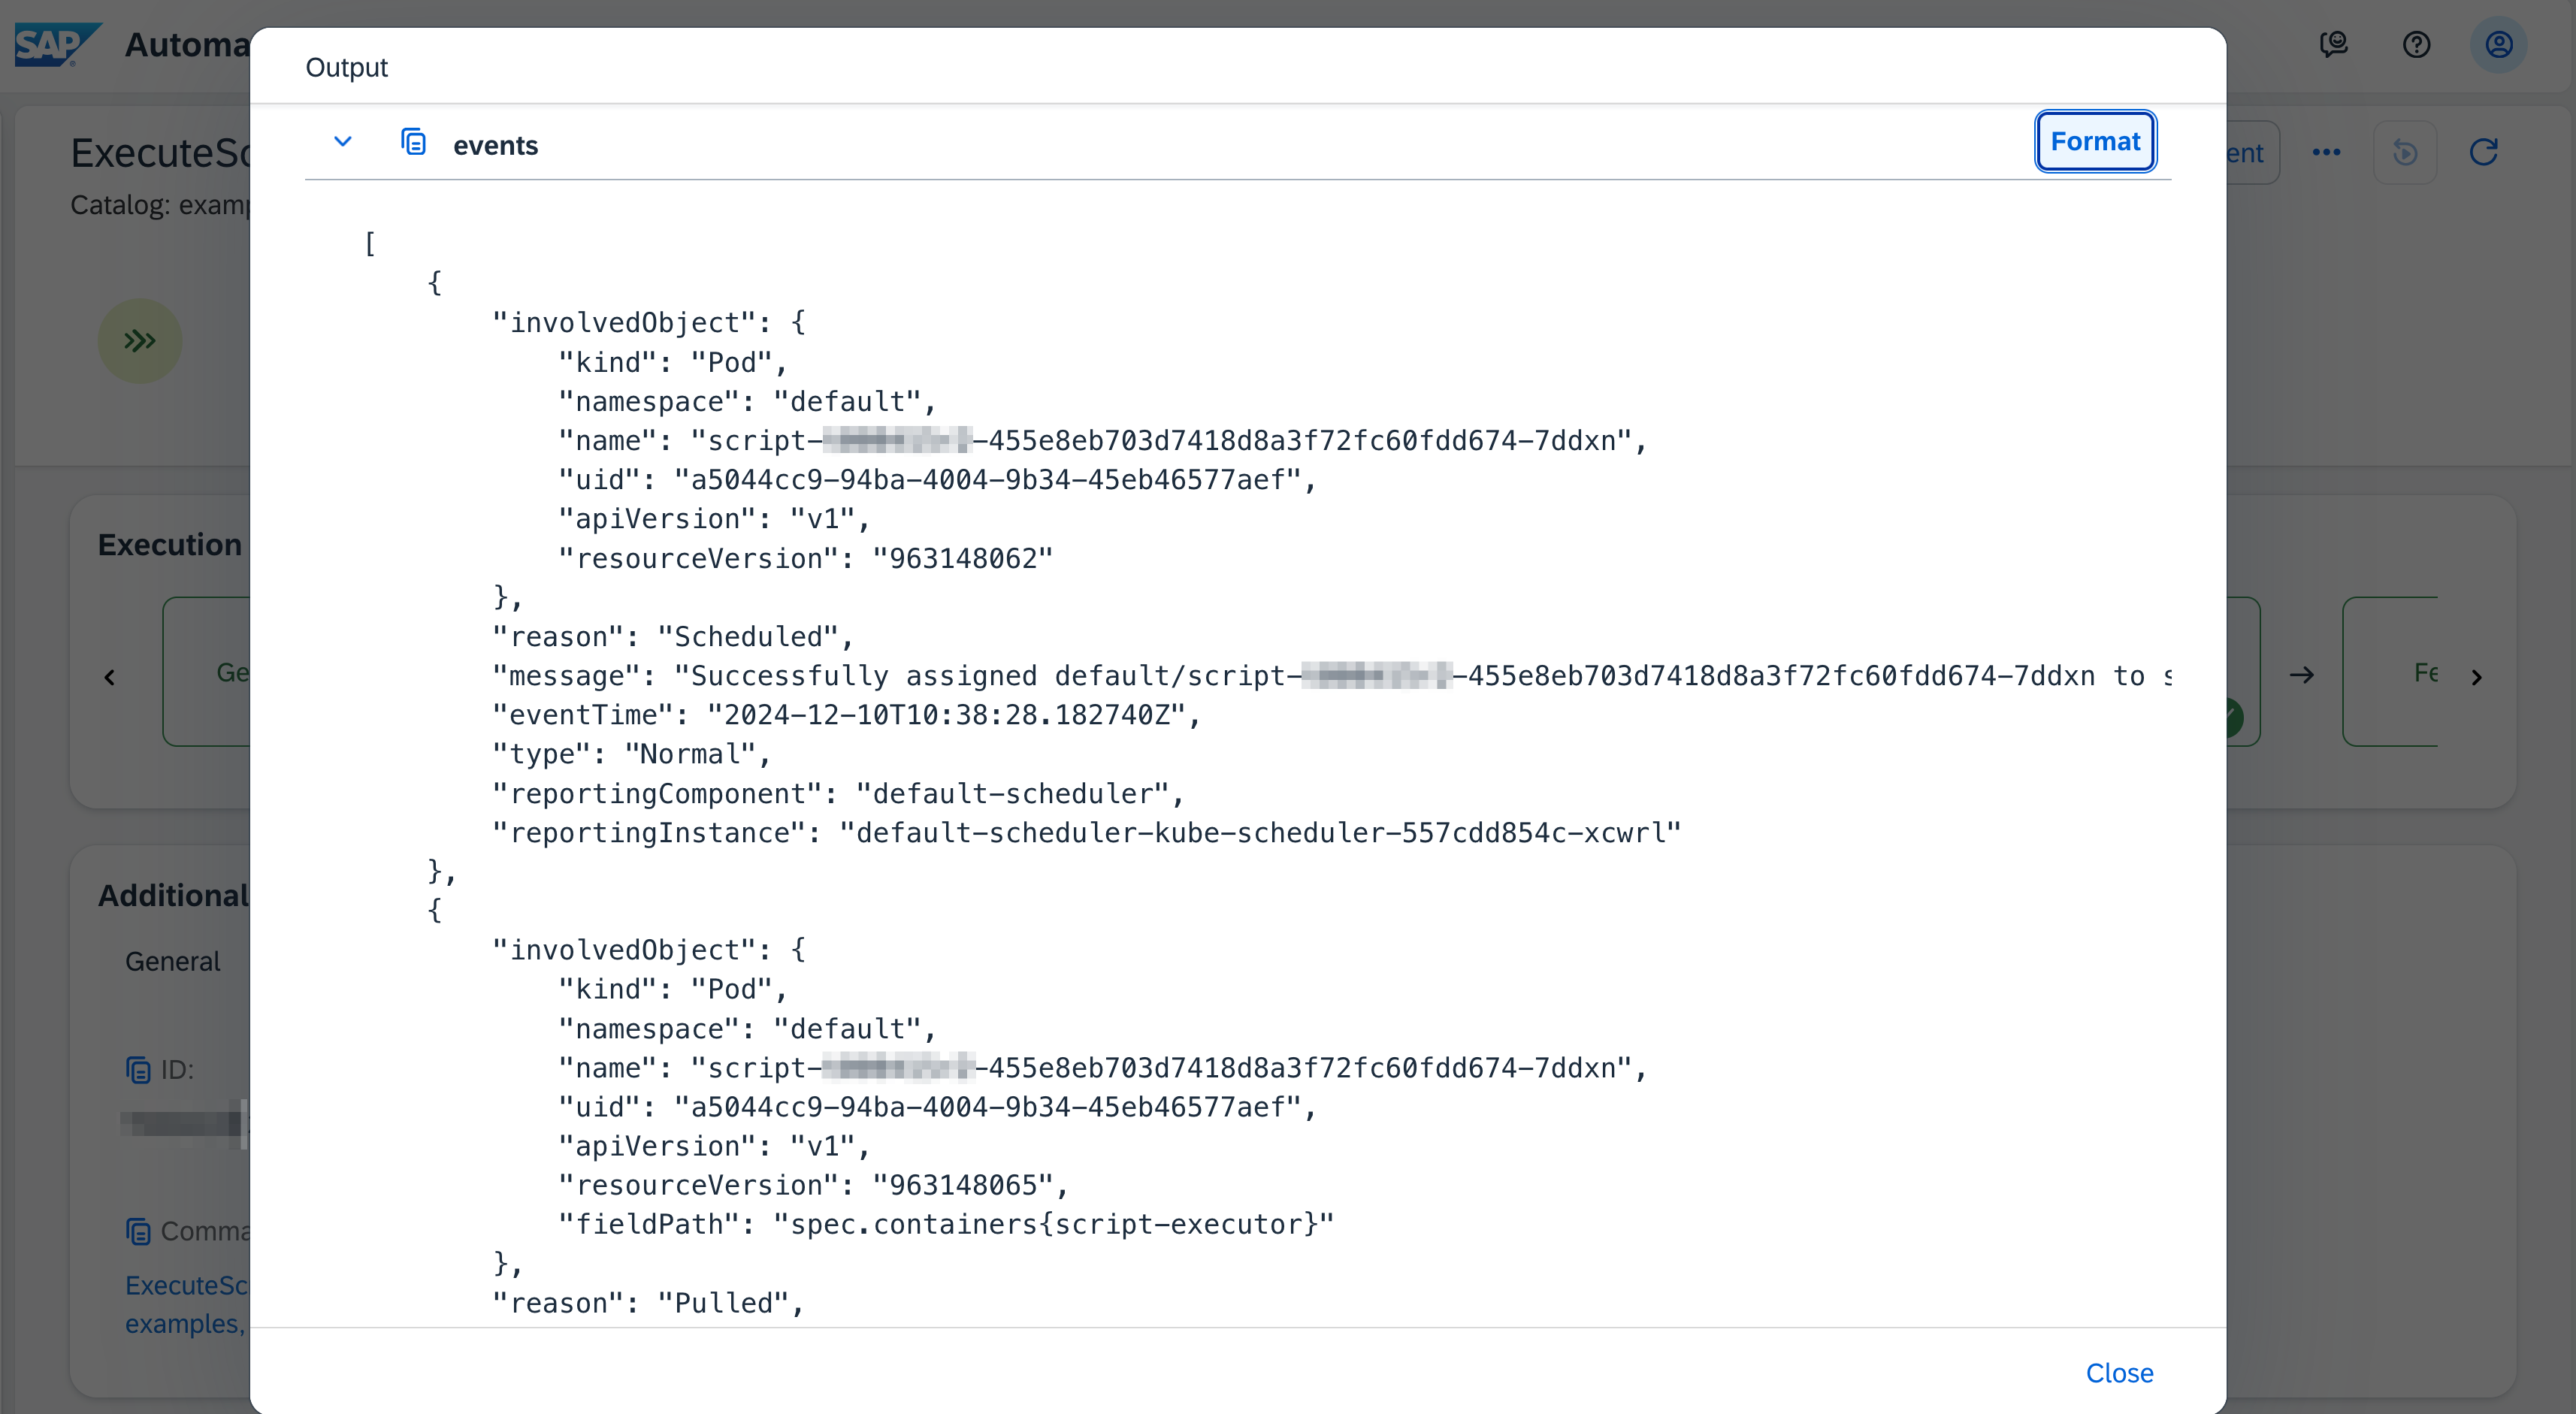 SAP
Automa
Output
events
Format
ExecuteSc
ent
Catalog: examp
[
{
"involvedObject": {
"kind": "Pod",
"namespace": "default",
"name": "script- -455e8eb703d7418d8a3f72fc60fdd674-7ddxn",
"uid": "a5044cc9-94ba-4004-9b34-45eb46577aef",
"apiVersion": "v1",
"resourceVersion": "963148062"
},
"reason": "Scheduled",
"message": "Successfully assigned default/script- -455e8eb703d7418d8a3f72fc60fdd674-7ddxn to s
"eventTime": "2024-12-10T10:38:28.182740Z",
"type": "Normal",
"reportingComponent": "default-scheduler",
"reportingInstance": "default-scheduler-kube-scheduler-557cdd854c-xcwrl"
},
{
"involvedObject": {
"kind": "Pod",
"namespace": "default",
"name": "script- -455e8eb703d7418d8a3f72fc60fdd674-7ddxn",
"uid": "a5044cc9-94ba-4004-9b34-45eb46577aef",
"apiVersion": "v1",
"resourceVersion": "963148065",
"fieldPath": "spec.containers{script-executor}"
},
"reason": "Pulled",
Close
Execution
Ge
Fe
Additional
General
ID:
Comma
ExecuteSc
examples,